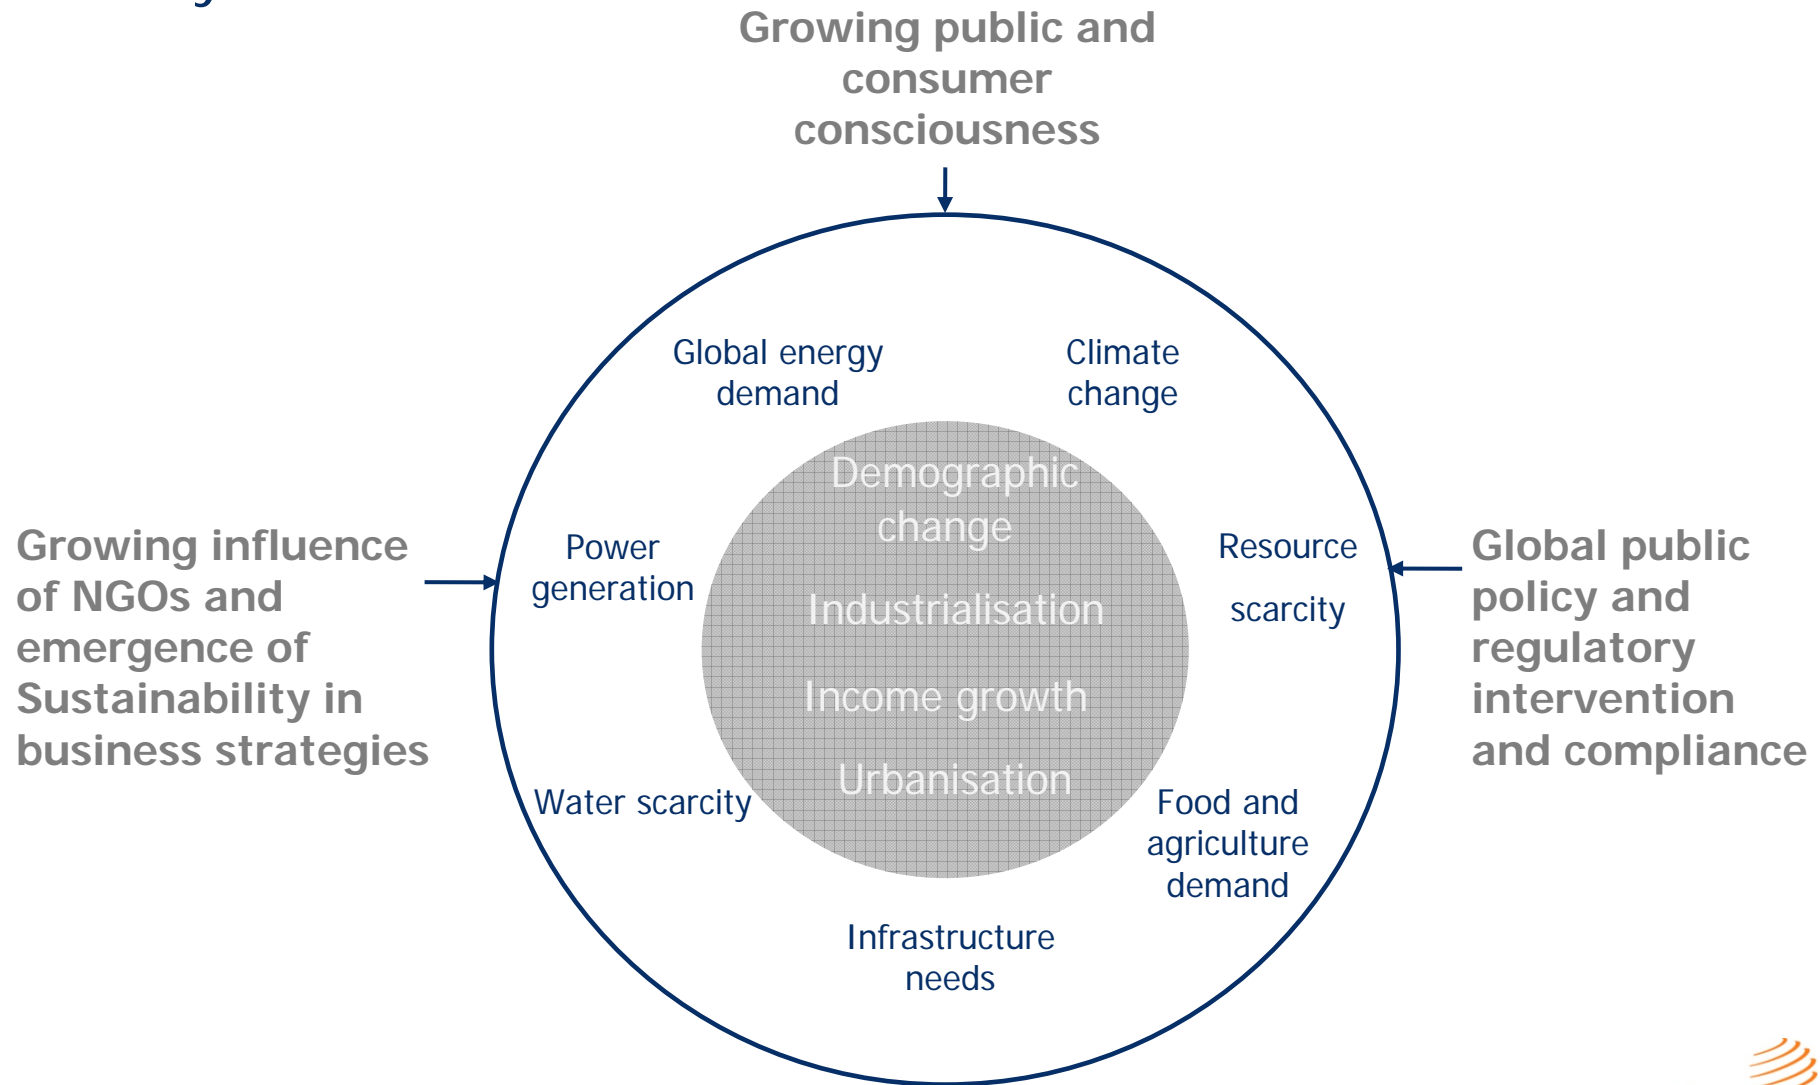 Growing public and
consumer
consciousness
Global energy
demand
Climate
change
Demographic
change
Industrialisation
Income growth
Urbanisation
Growing influence
of NGOs and
emergence of
Sustainability in
business strategies
Power
generation
Resource
scarcity
Global public
policy and
regulatory
intervention
and compliance
Water scarcity
Food and
agriculture
demand
Infrastructure
needs